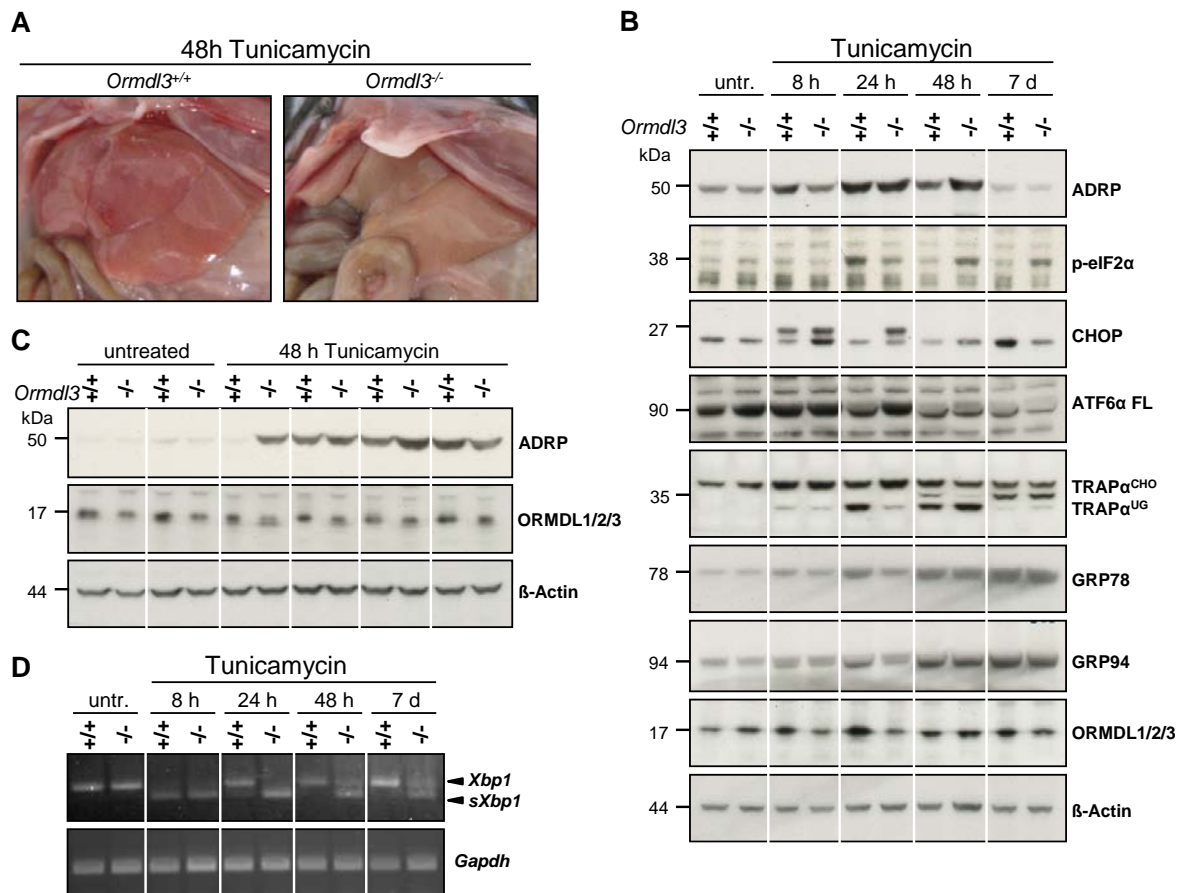 A
48h Tunicamycin
Ormdl3+/+ Ormdl3-/-
B
Tunicamycin
untr. 8 h 24 h 48 h 7 d
Ormdl3 +/+ -/- +/+ -/- +/+ -/- +/+ -/- +/+ -/-
kDa
50 ADRP
38 p-eIF2α
27 CHOP
90 ATF6α FL
TRAPαCHO
35
TRAPαUG
78 GRP78
94 GRP94
17 ORMDL1/2/3
44 ß-Actin
C
untreated 48 h Tunicamycin
Ormdl3 +/+ -/- +/+ -/- +/+ -/- +/+ -/- +/+ -/- +/+ -/-
kDa
50 ADRP
17 ORMDL1/2/3
44 ß-Actin
D
Tunicamycin
untr. 8 h 24 h 48 h 7 d
+/+ -/- +/+ -/- +/+ -/- +/+ -/- +/+ -/-
Xbp1
sXbp1
Gapdh